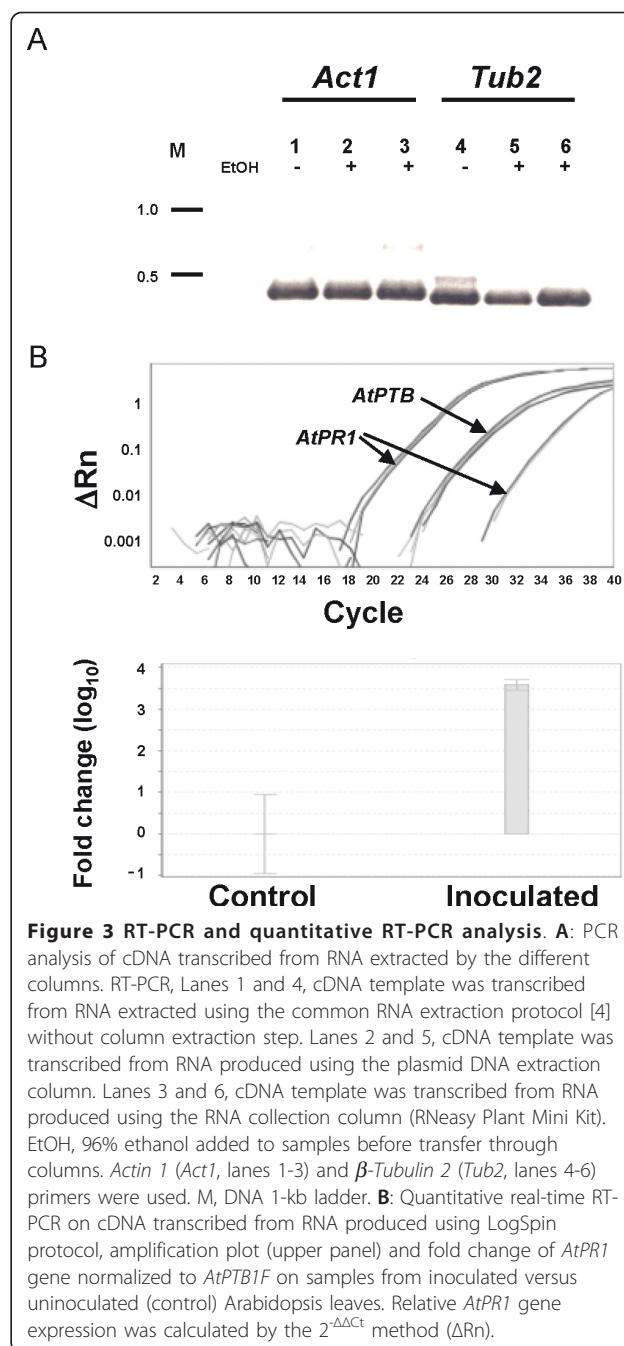 A
Act1 Tub2
M 1 2 3 4 5 6
EtOH - + + - + +
1.0
0.5
B
1
0.1
0.01
0.001
ΔRn
AtPTB
AtPR1
2 4 6 8 10 12 14 16 18 20 22 24 26 28 30 32 34 36 38 40
Cycle
Fold change (log10)
4
3
2
1
0
-1
Control Inoculated
Figure 3 RT-PCR and quantitative RT-PCR analysis. A: PCR
analysis of cDNA transcribed from RNA extracted by the different
columns. RT-PCR, Lanes 1 and 4, cDNA template was transcribed
from RNA extracted using the common RNA extraction protocol [4]
without column extraction step. Lanes 2 and 5, cDNA template was
transcribed from RNA produced using the plasmid DNA extraction
column. Lanes 3 and 6, cDNA template was transcribed from RNA
produced using the RNA collection column (RNeasy Plant Mini Kit).
EtOH, 96% ethanol added to samples before transfer through
columns. Actin 1 (Act1, lanes 1-3) and β-Tubulin 2 (Tub2, lanes 4-6)
primers were used. M, DNA 1-kb ladder. B: Quantitative real-time RT-
PCR on cDNA transcribed from RNA produced using LogSpin
protocol, amplification plot (upper panel) and fold change of AtPR1
gene normalized to AtPTB1F on samples from inoculated versus
uninoculated (control) Arabidopsis leaves. Relative AtPR1 gene
expression was calculated by the 2-ΔΔCt method (ΔRn).